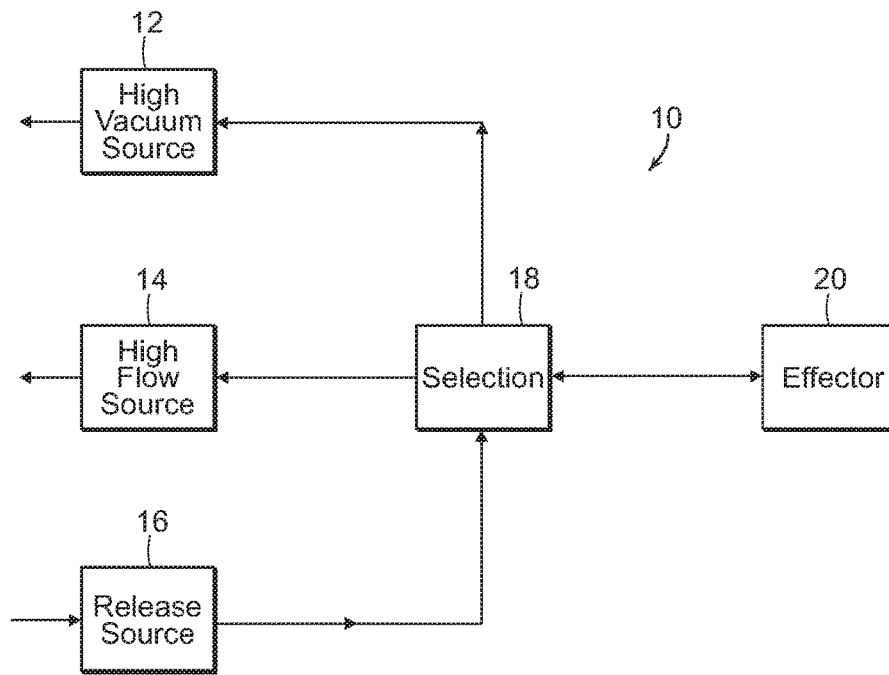 12
High
Vacuum
Source
10
14
High
Flow
Source
18
Selection
20
Effector
16
Release
Source